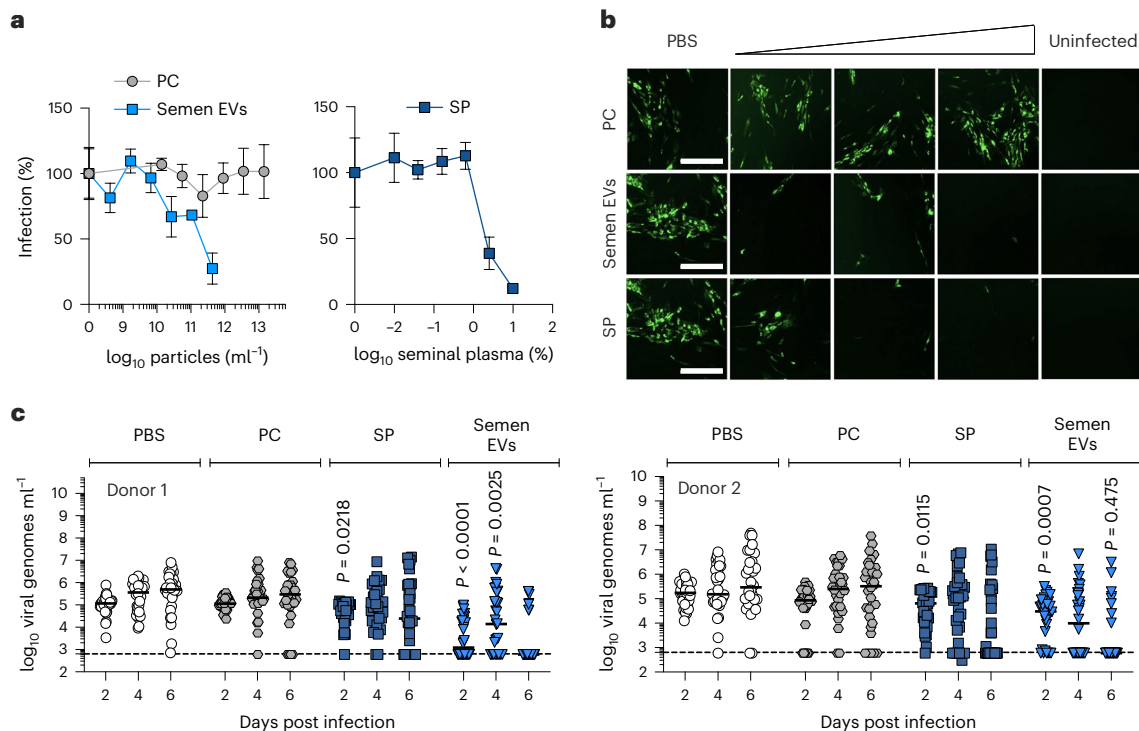 a
PC
Semen EVs
SP
Infection (%)
150
100
50
0
0 9 10 11 12 13
log10 particles (ml−1)
150
100
50
0
0 −2 −1 0 1 2
log10 seminal plasma (%)
b
PBS
Uninfected
PC
Semen EVs
SP
c
PBS
PC
SP
Semen
EVs
Donor 1
log10 viral genomes ml−1
10
9
8
7
6
5
4
3
2
P = 0.0218
P < 0.0001
P = 0.0025
2 4 6 2 4 6 2 4 6 2 4 6
Days post infection
PBS
PC
SP
Semen
EVs
Donor 2
log10 viral genomes ml−1
10
9
8
7
6
5
4
3
2
P = 0.0115
P = 0.0007
P = 0.475
2 4 6 2 4 6 2 4 6 2 4 6
Days post infection